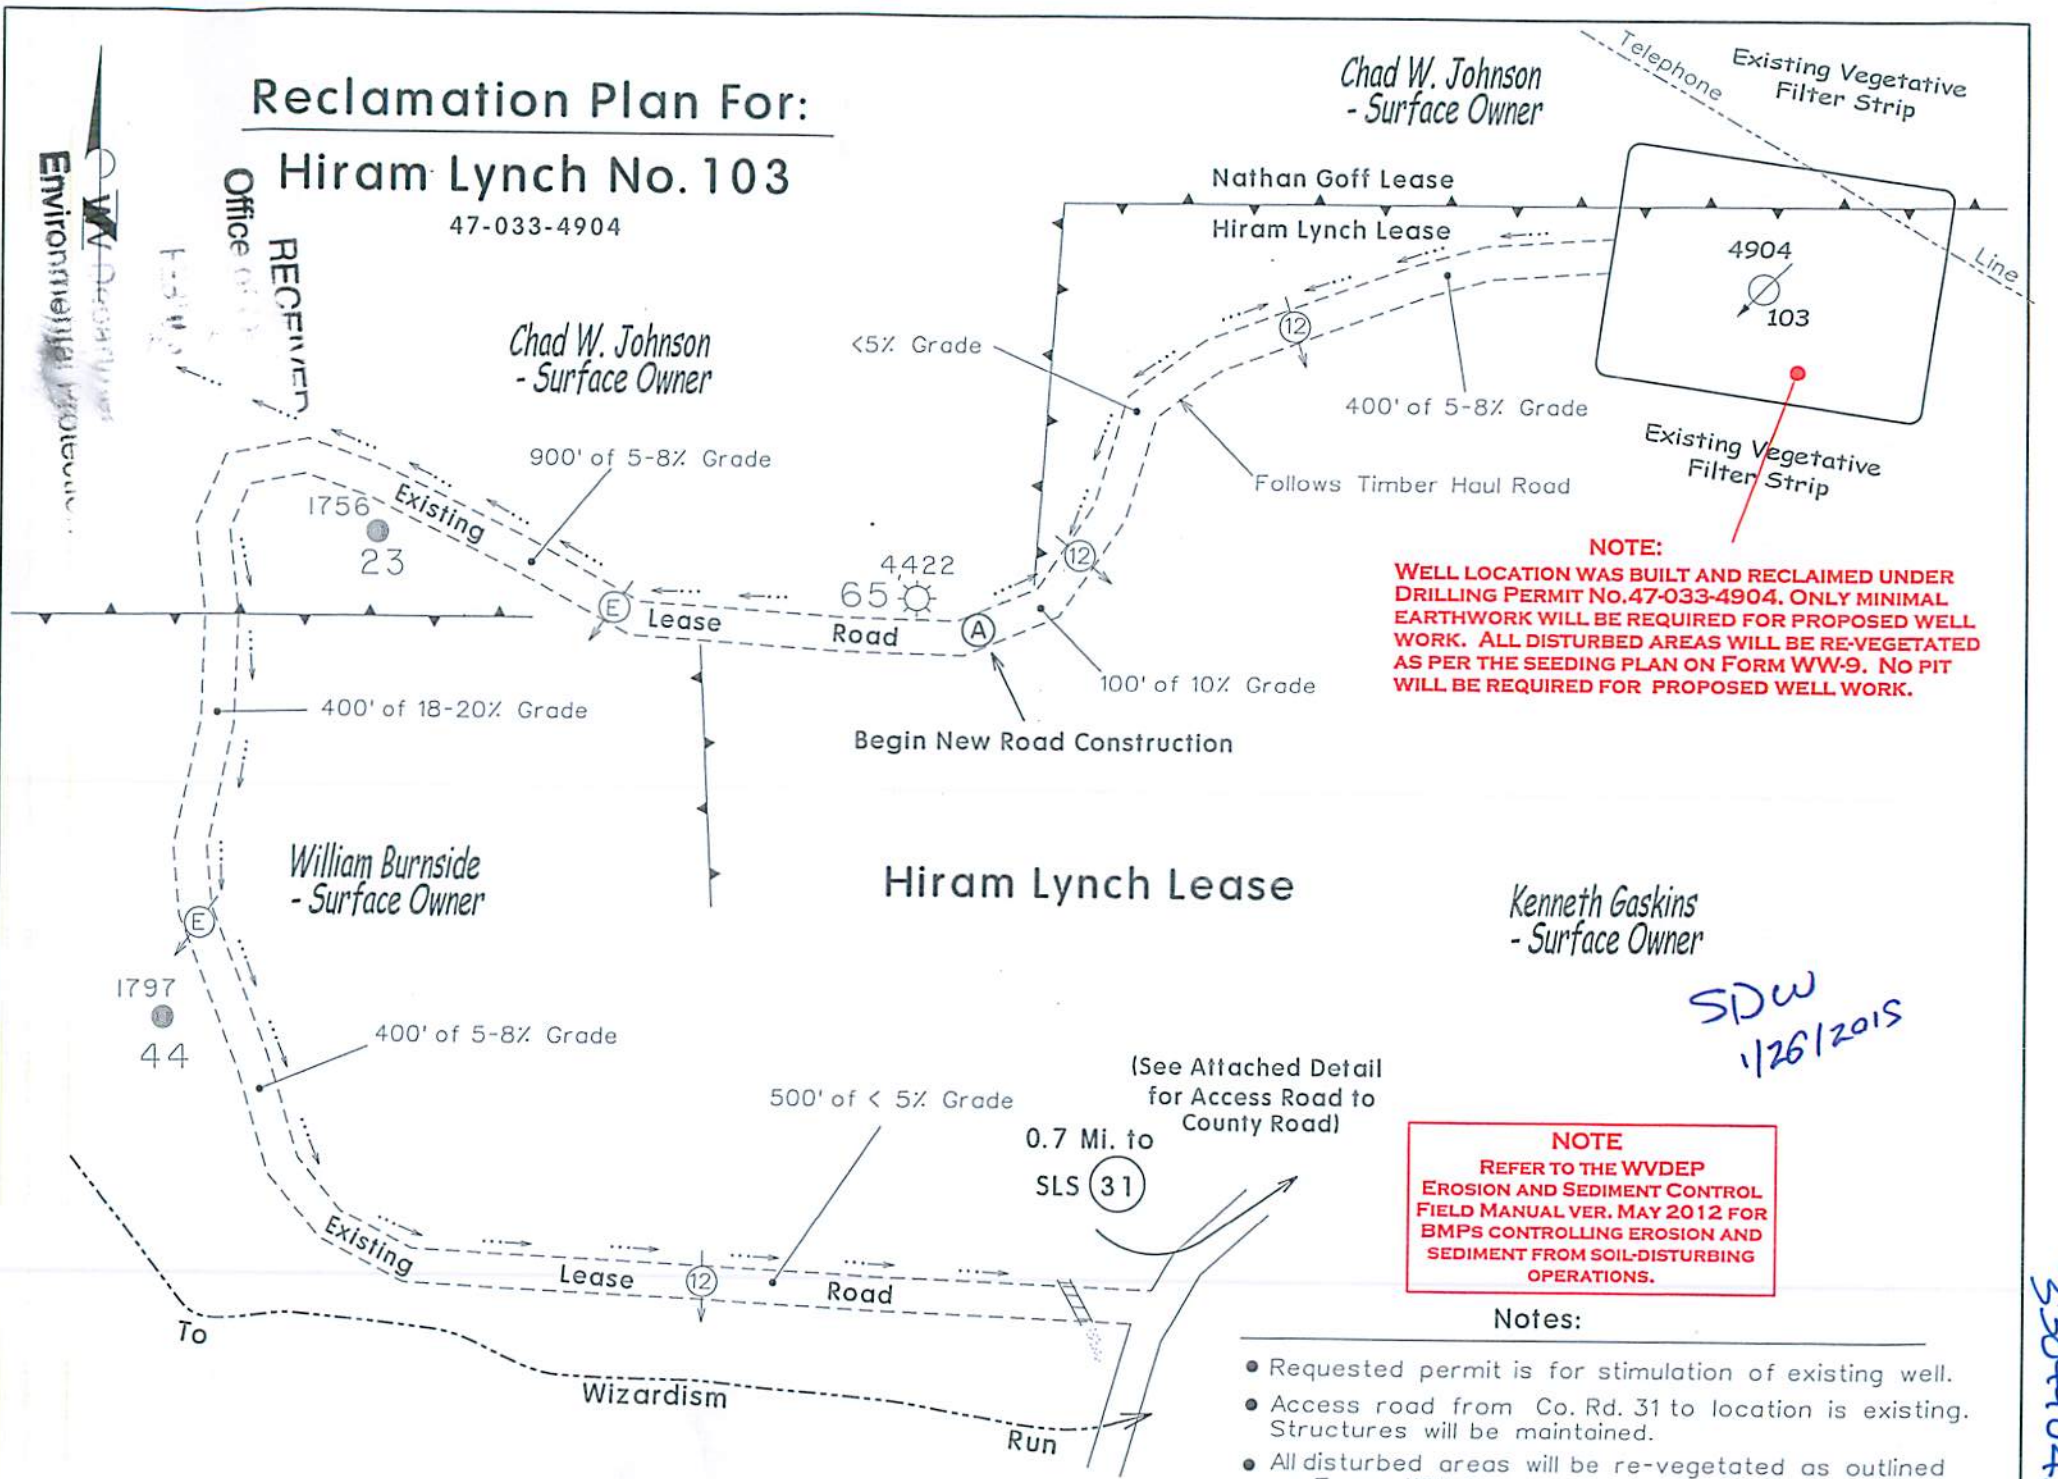 Reclamation Plan For:
Hiram Lynch No. 103
47-033-4904
RECEIVED
Office
Environmental Protection
Chad W. Johnson
- Surface Owner
Telephone
Line
Existing Vegetative
Filter Strip
Nathan Goff Lease
Hiram Lynch Lease
4904
103
Chad W. Johnson
- Surface Owner
<5% Grade
12
400' of 5-8% Grade
Existing Vegetative
Filter Strip
Follows Timber Haul Road
900' of 5-8% Grade
1756
23
Existing
Lease
Road
E
4422
65
A
12
100' of 10% Grade
Begin New Road Construction
NOTE:
WELL LOCATION WAS BUILT AND RECLAIMED UNDER
DRILLING PERMIT No.47-033-4904. ONLY MINIMAL
EARTHWORK WILL BE REQUIRED FOR PROPOSED WELL
WORK. ALL DISTURBED AREAS WILL BE RE-VEGETATED
AS PER THE SEEDING PLAN ON FORM WW-9. NO PIT
WILL BE REQUIRED FOR PROPOSED WELL WORK.
400' of 18-20% Grade
William Burnside
- Surface Owner
Hiram Lynch Lease
Kenneth Gaskins
- Surface Owner
SDW
1/26/2015
E
1797
44
400' of 5-8% Grade
500' of < 5% Grade
(See Attached Detail
for Access Road to
County Road)
0.7 Mi. to
SLS 31
NOTE
REFER TO THE WVDEP
EROSION AND SEDIMENT CONTROL
FIELD MANUAL VER. MAY 2012 FOR
BMPS CONTROLLING EROSION AND
SEDIMENT FROM SOIL-DISTURBING
OPERATIONS.
Existing
Lease
12
Road
To
Wizardism
Run
Notes:
Requested permit is for stimulation of existing well.
Access road from Co. Rd. 31 to location is existing.
Structures will be maintained.
All disturbed areas will be re-vegetated as outlined